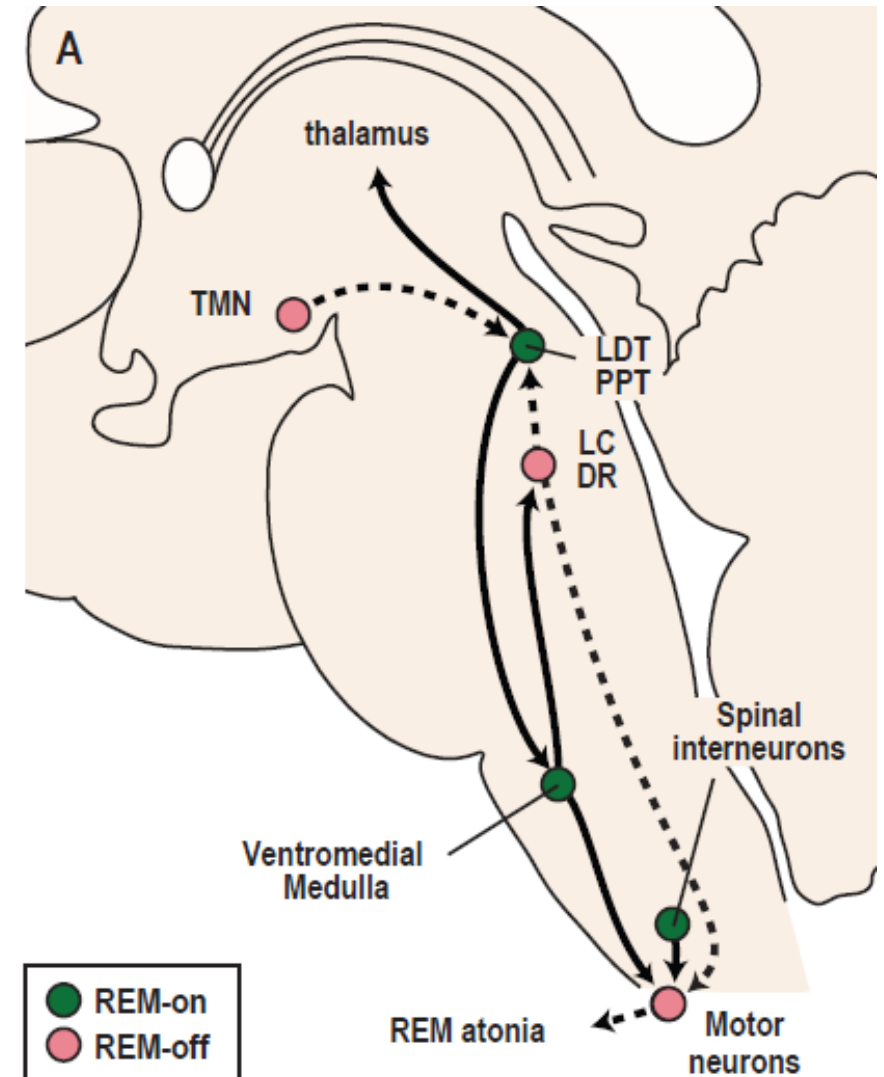 A
thalamus
TMN
LDT
PPT
LC
DR
Spinal
interneurons
Ventromedial
Medulla
REM-on
REM-off
REM atonia
Motor
neurons